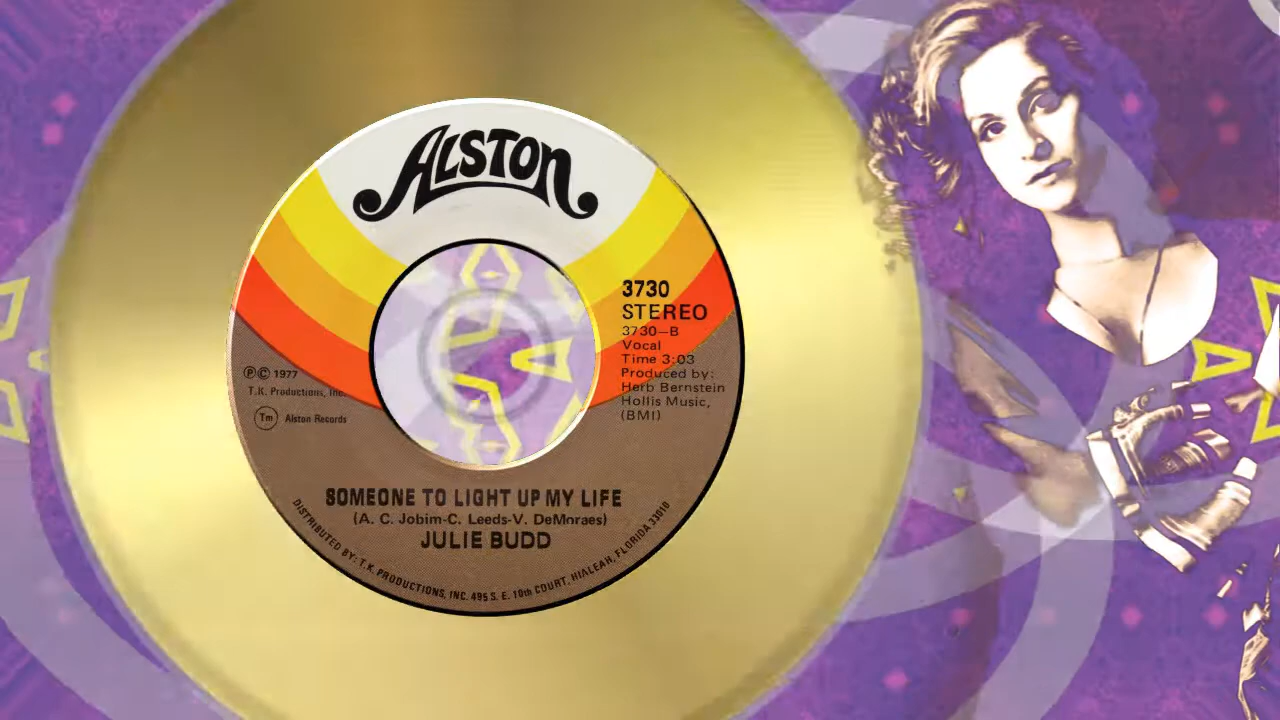 ALSTON
3730
STEREO
3730-B
Vocal
Time 3:03
Produced by:
Herb Bernstein
Hollis Music,
(BMI)
Ⓟ© 1977
T.K. Productions, Inc.
Tm Alston Records
SOMEONE TO LIGHT UP MY LIFE
(A. C. Jobim-C. Leeds-V. DeMoraes)
JULIE BUDD
DISTRIBUTED BY: T.K. PRODUCTIONS, INC. 495 S. E. 10th COURT, HIALEAH, FLORIDA 33010